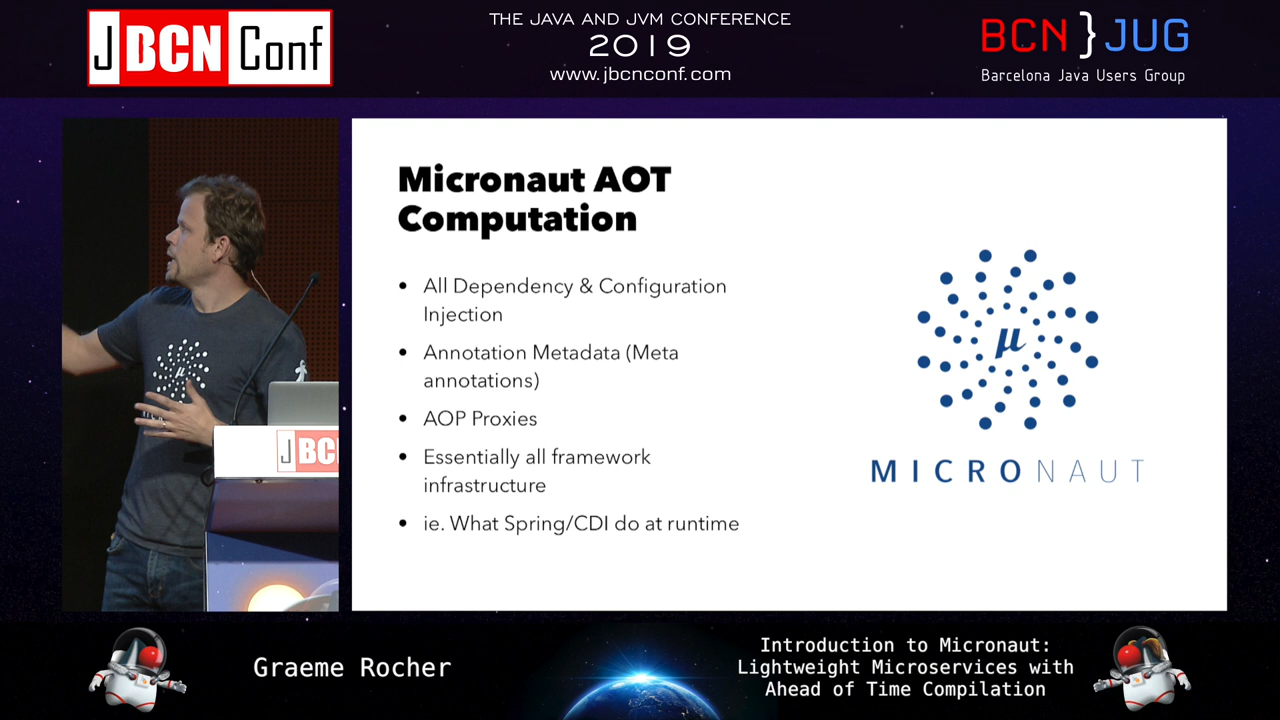 JBCNConf
THE JAVA AND JVM CONFERENCE
2019
www.jbcnconf.com
BCN}JUG
Barcelona Java Users Group
Micronaut AOT
Computation
• All Dependency & Configuration
Injection
• Annotation Metadata (Meta
annotations)
• AOP Proxies
• Essentially all framework
infrastructure
• ie. What Spring/CDI do at runtime
μ
MICRONAUT
μ
JBC
Graeme Rocher
Introduction to Micronaut:
Lightweight Microservices with
Ahead of Time Compilation